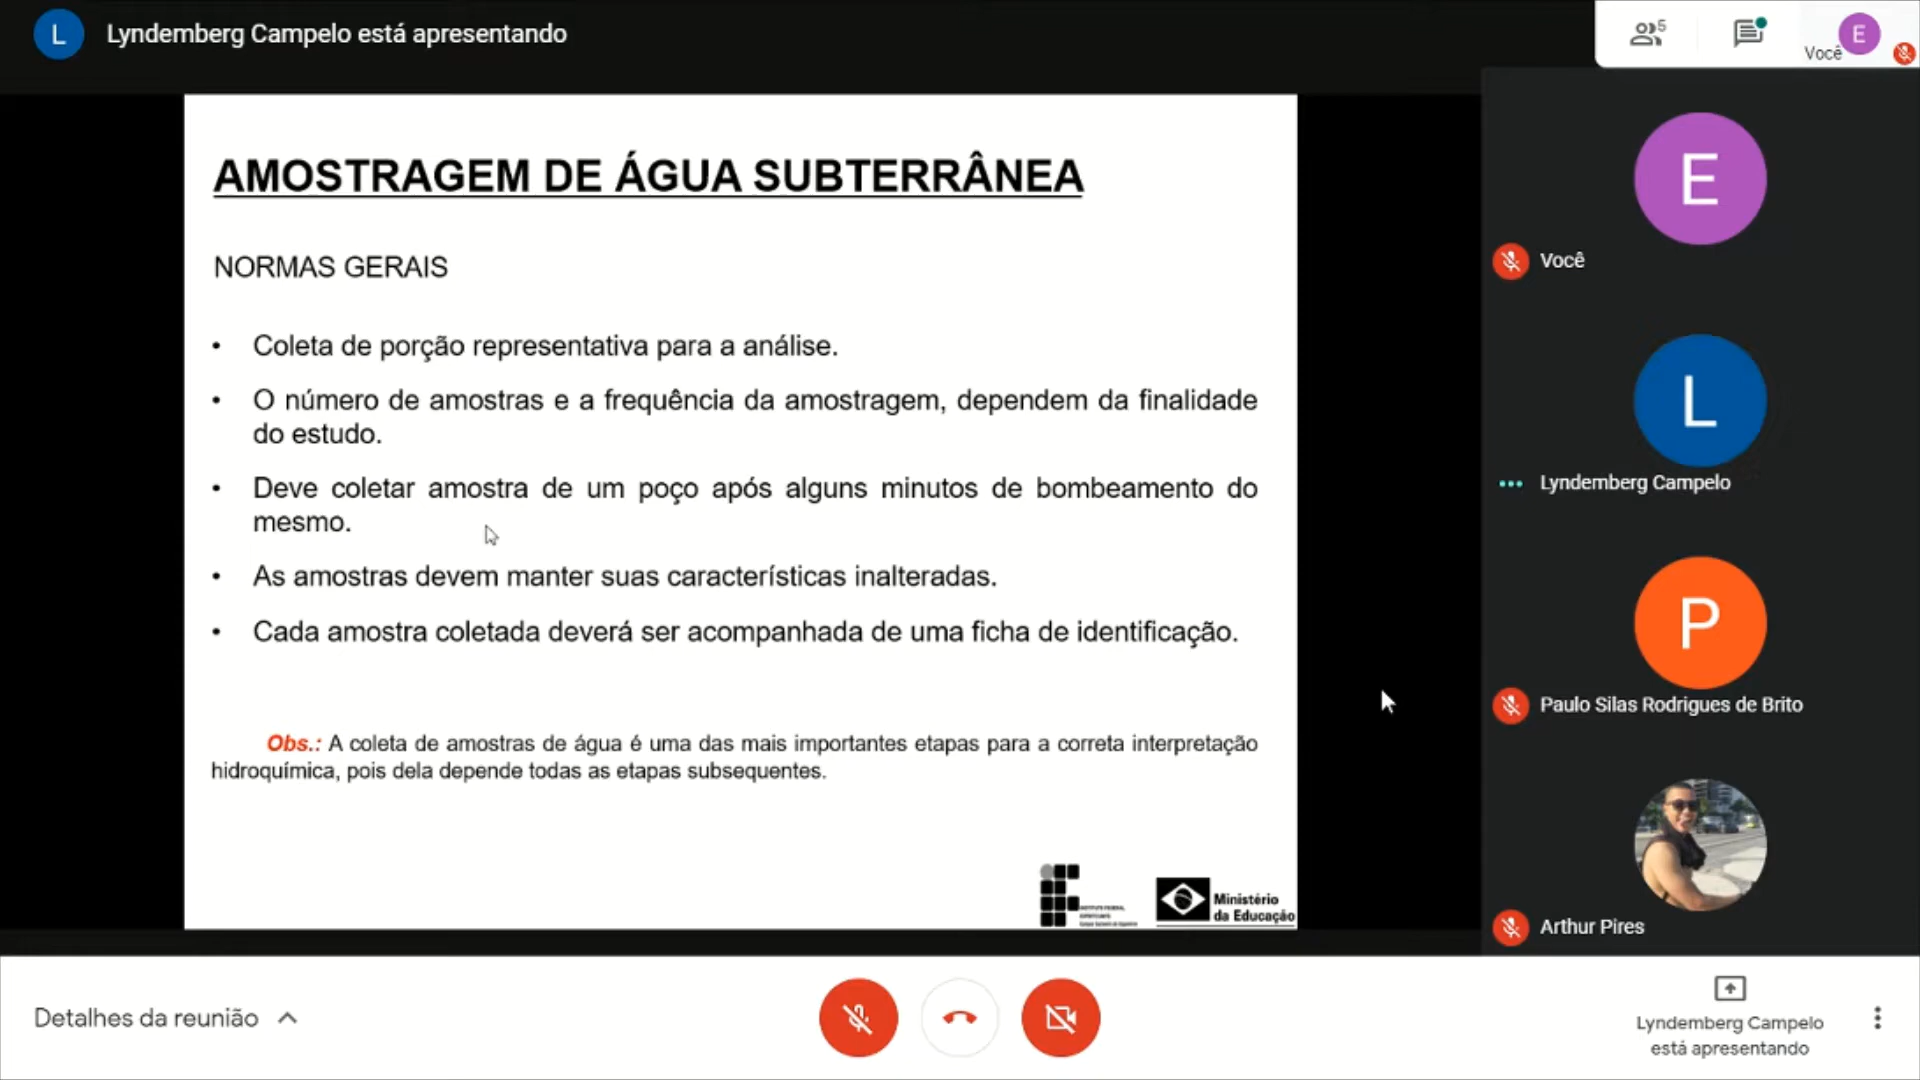 L
Lyndemberg Campelo está apresentando
5
Você
E
AMOSTRAGEM DE ÁGUA SUBTERRÂNEA
NORMAS GERAIS
• Coleta de porção representativa para a análise.
• O número de amostras e a frequência da amostragem, dependem da finalidade
do estudo.
• Deve coletar amostra de um poço após alguns minutos de bombeamento do
mesmo.
• As amostras devem manter suas características inalteradas.
• Cada amostra coletada deverá ser acompanhada de uma ficha de identificação.
Obs.: A coleta de amostras de água é uma das mais importantes etapas para a correta interpretação
hidroquímica, pois dela depende todas as etapas subsequentes.
Ministério
da Educação
E
Você
L
Lyndemberg Campelo
P
Paulo Silas Rodrigues de Brito
Arthur Pires
Detalhes da reunião
Lyndemberg Campelo
está apresentando